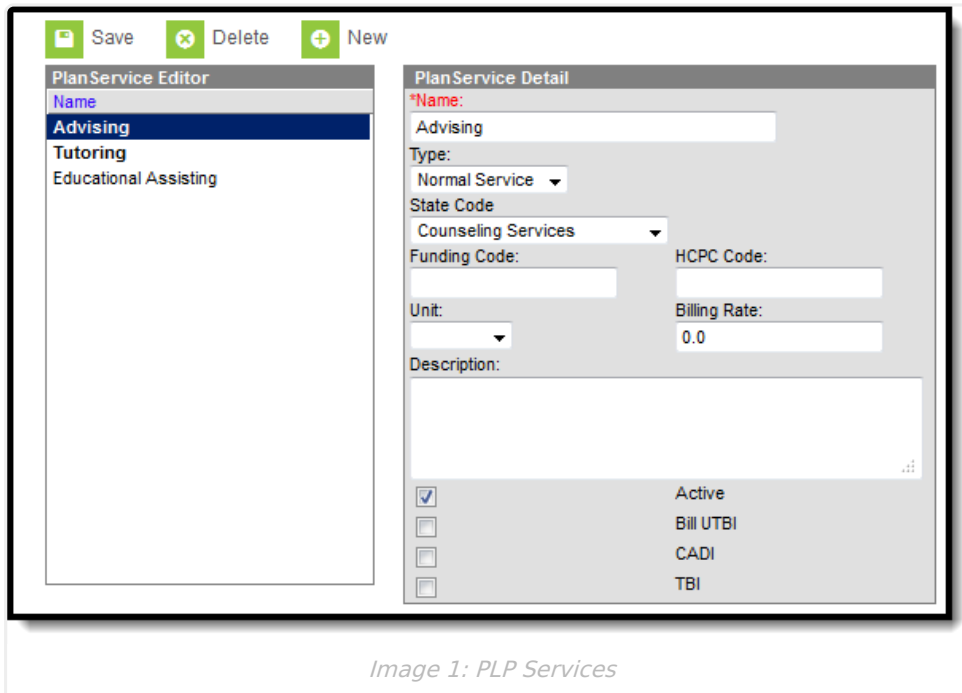 Save Delete New
PlanService Editor
Name
Advising
Tutoring
Educational Assisting
PlanService Detail
*Name:
Advising
Type:
Normal Service
State Code
Counseling Services
Funding Code: HCPC Code:
Unit: Billing Rate:
0.0
Description:
Active
Bill UTBI
CADI
TBI
Image 1: PLP Services